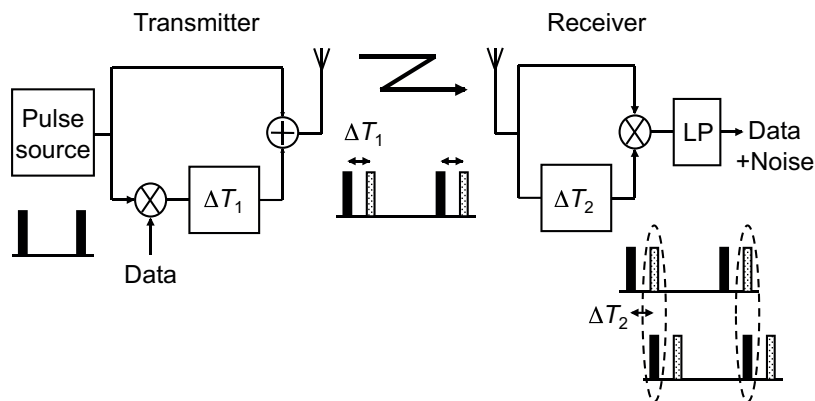 Transmitter
Receiver
Pulse
source
ΔT₁
Data
ΔT₁
LP
Data
+Noise
ΔT₂
ΔT₂